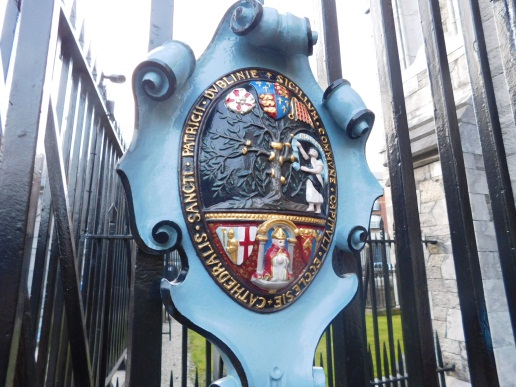 ✦ SIGILLUM COMMUNE CAPITULI ECCLESIE CATHEDRALIS SANCTI PATRICII DUBLINIE